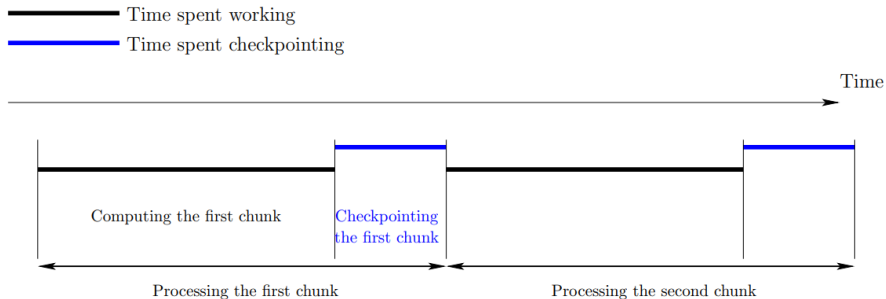 Time spent working
Time spent checkpointing
Time
Computing the first chunk
Checkpointing
the first chunk
Processing the first chunk
Processing the second chunk